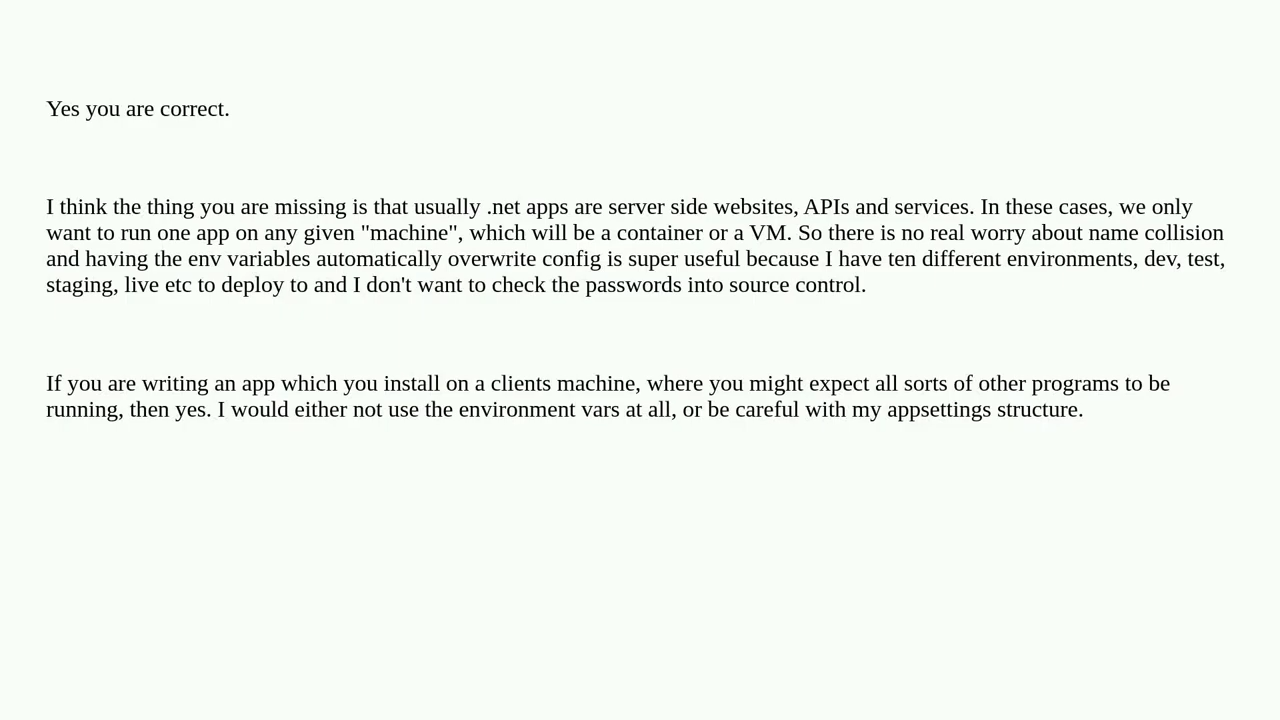 Yes you are correct.
I think the thing you are missing is that usually .net apps are server side websites, APIs and services. In these cases, we only
want to run one app on any given "machine", which will be a container or a VM. So there is no real worry about name collision
and having the env variables automatically overwrite config is super useful because I have ten different environments, dev, test,
staging, live etc to deploy to and I don't want to check the passwords into source control.
If you are writing an app which you install on a clients machine, where you might expect all sorts of other programs to be
running, then yes. I would either not use the environment vars at all, or be careful with my appsettings structure.